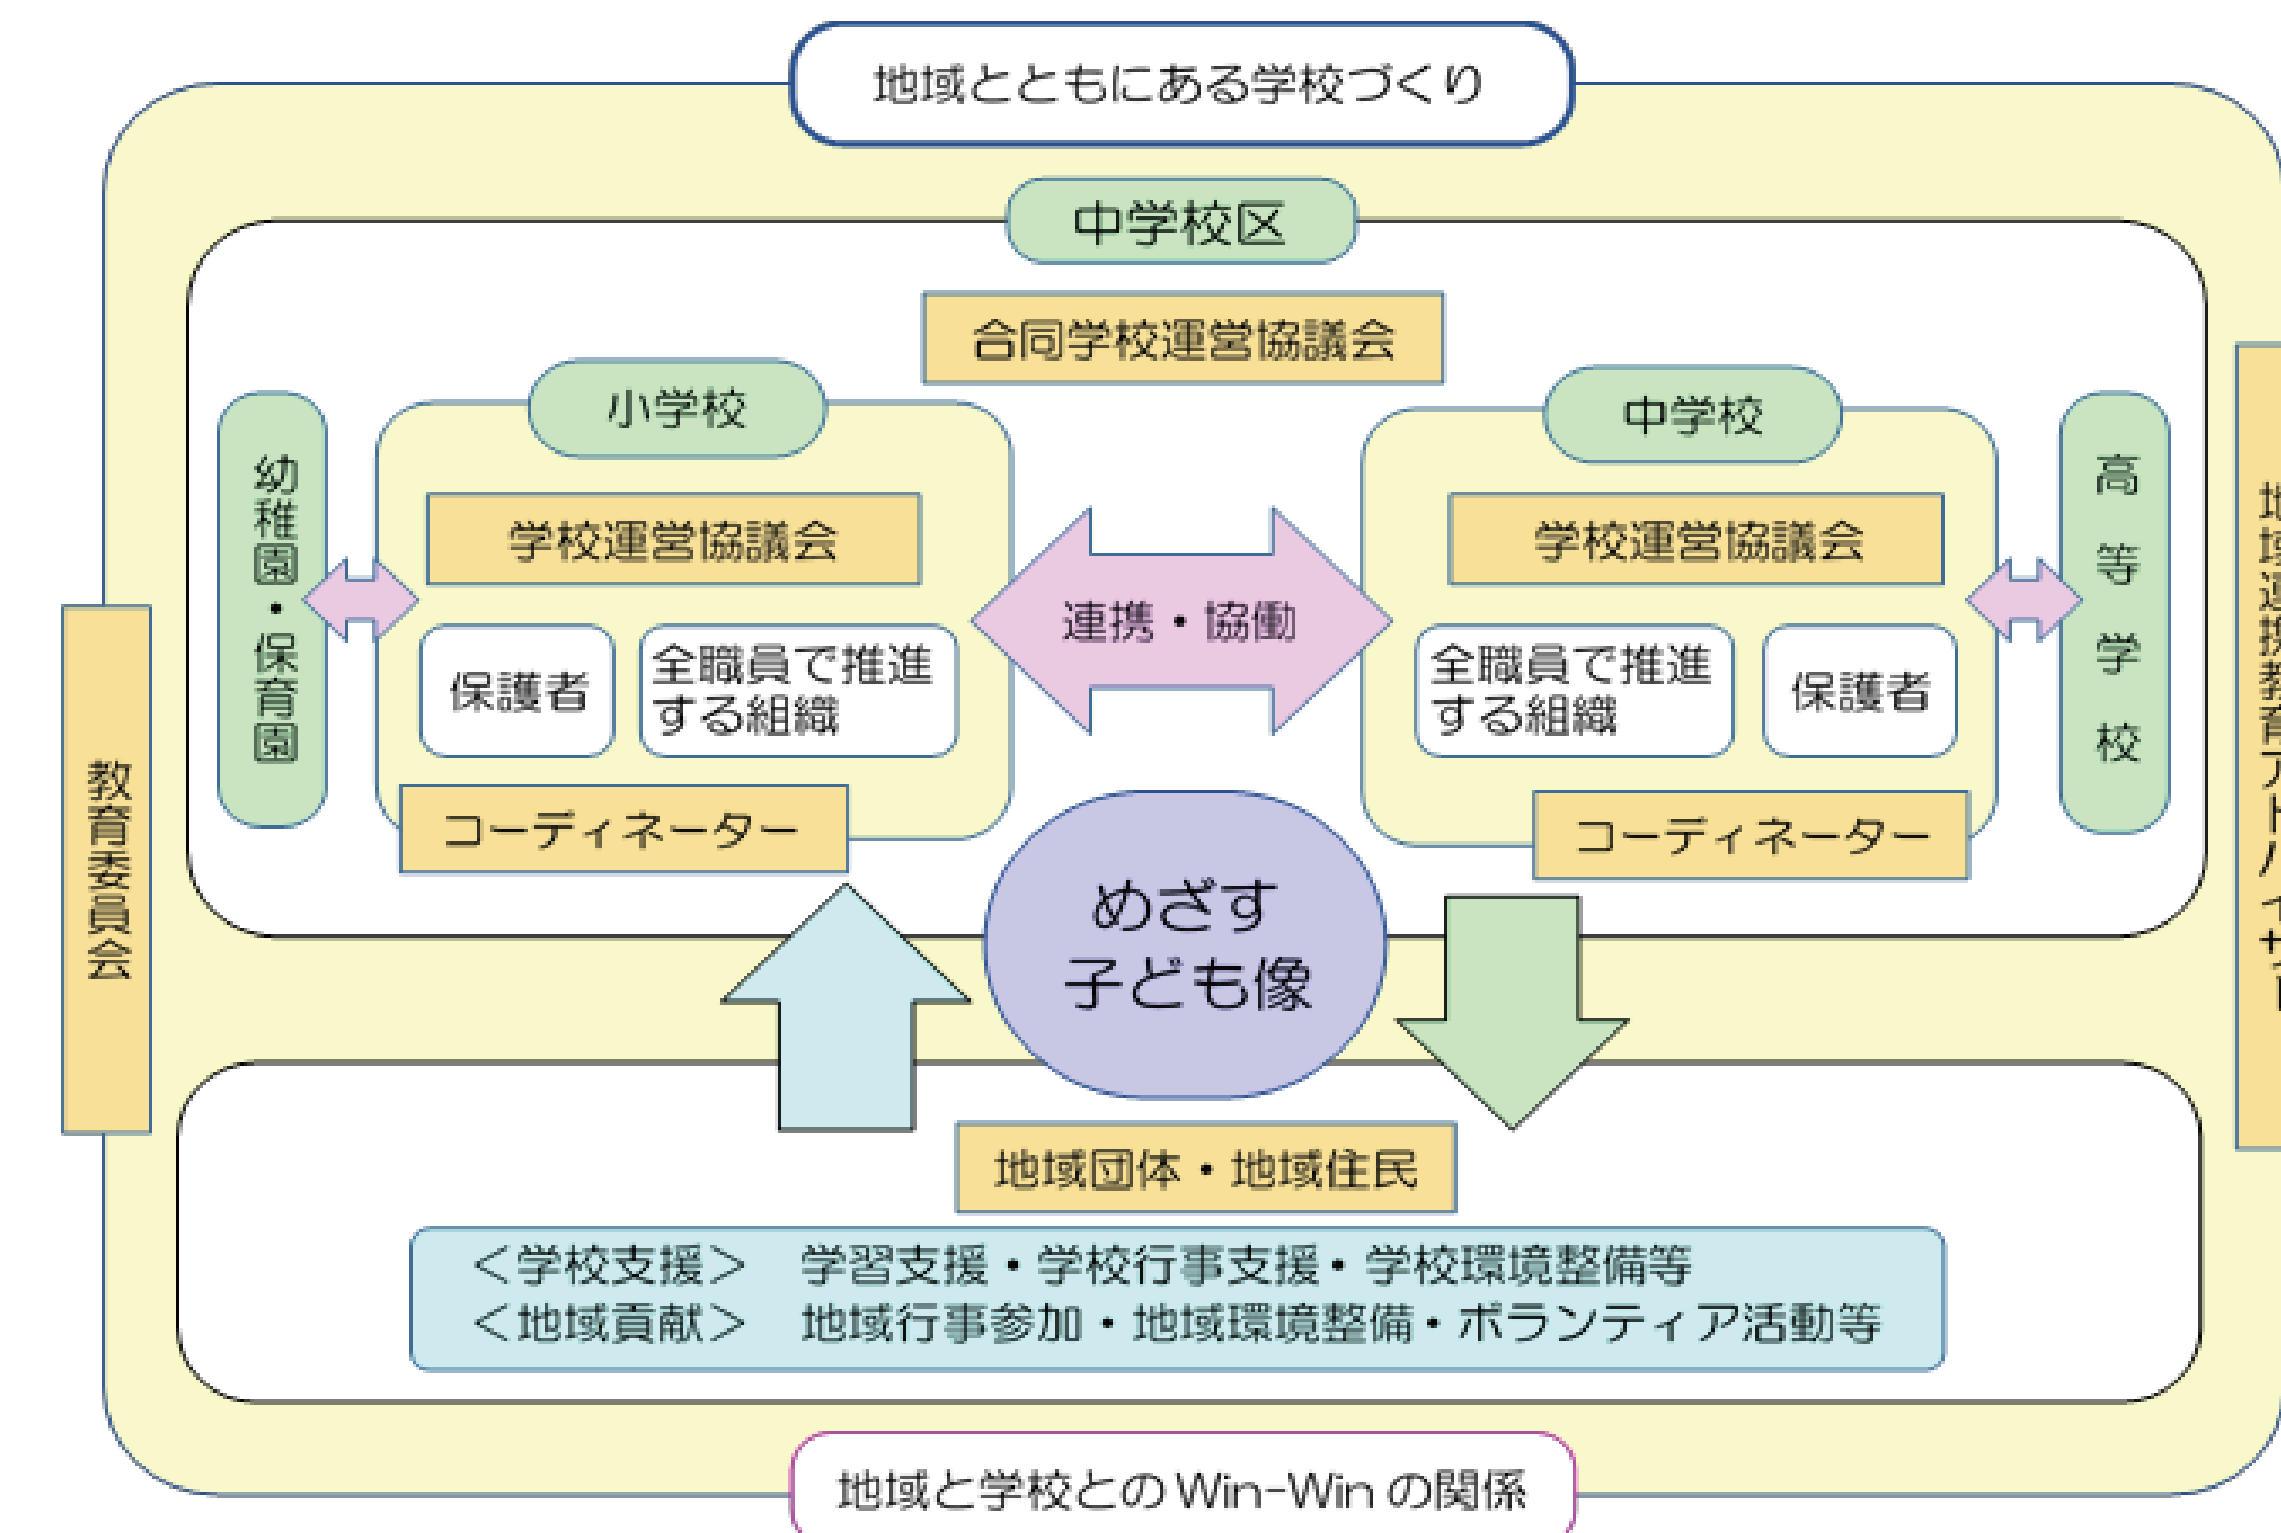 地域とともにある学校づくり
中学校区
合同学校運営協議会
小学校
中学校
幼稚園・保育園
高等学校
学校運営協議会
学校運営協議会
連携・協働
保護者
全職員で推進
する組織
全職員で推進
する組織
保護者
コーディネーター
コーディネーター
教育委員会
めざす
子ども像
地域団体・地域住民
＜学校支援＞　学習支援・学校行事支援・学校環境整備等
＜地域貢献＞　地域行事参加・地域環境整備・ボランティア活動等
地域と学校との Win-Win の関係